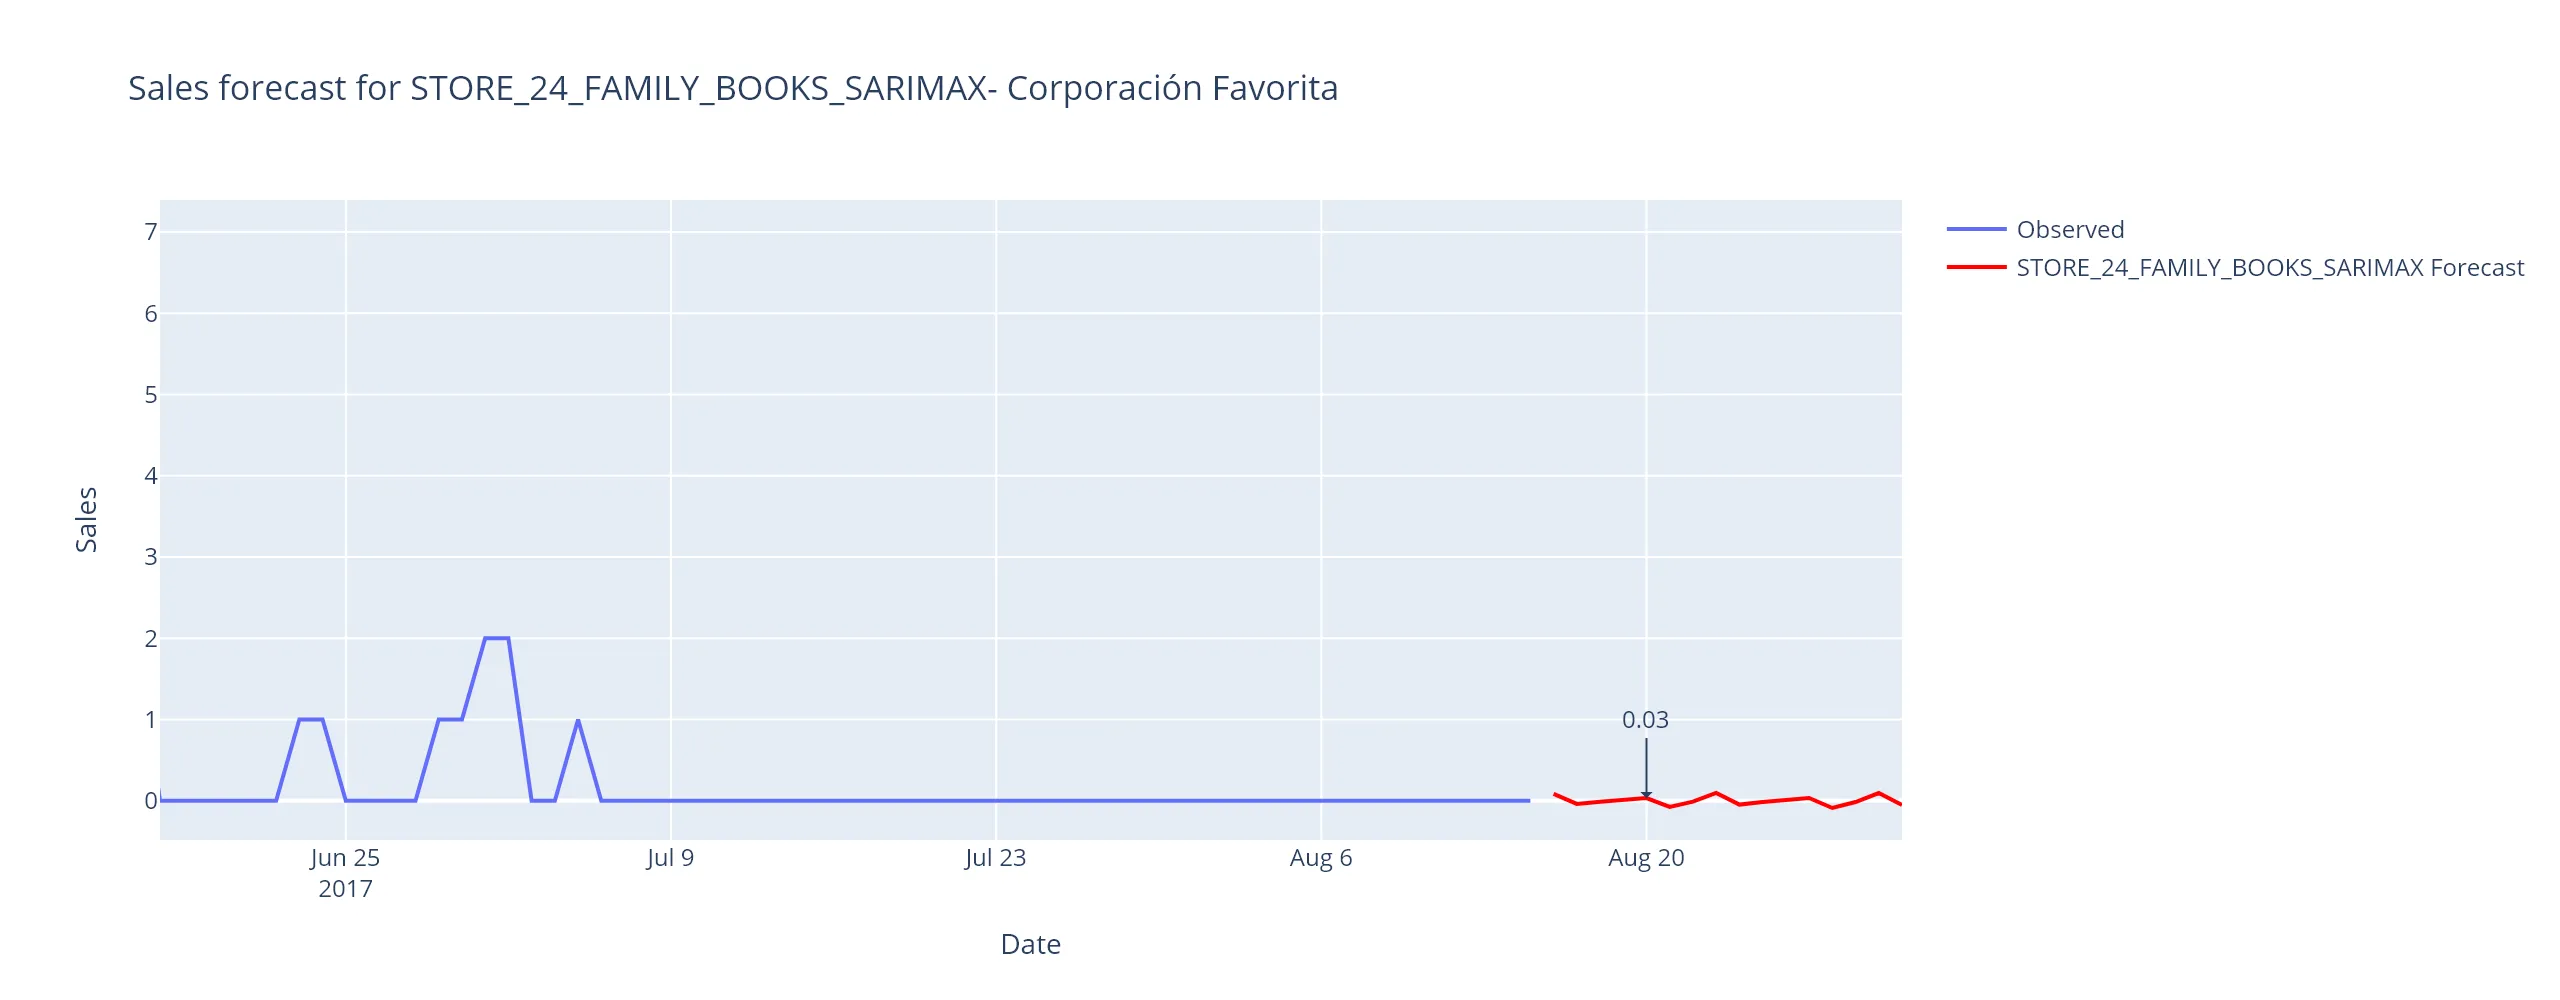 Sales forecast for STORE_24_FAMILY_BOOKS_SARIMAX- Corporación Favorita
Observed
STORE_24_FAMILY_BOOKS_SARIMAX Forecast
Sales
7
6
5
4
3
2
1
0
0.03
Jun 25
2017
Jul 9
Jul 23
Aug 6
Aug 20
Date